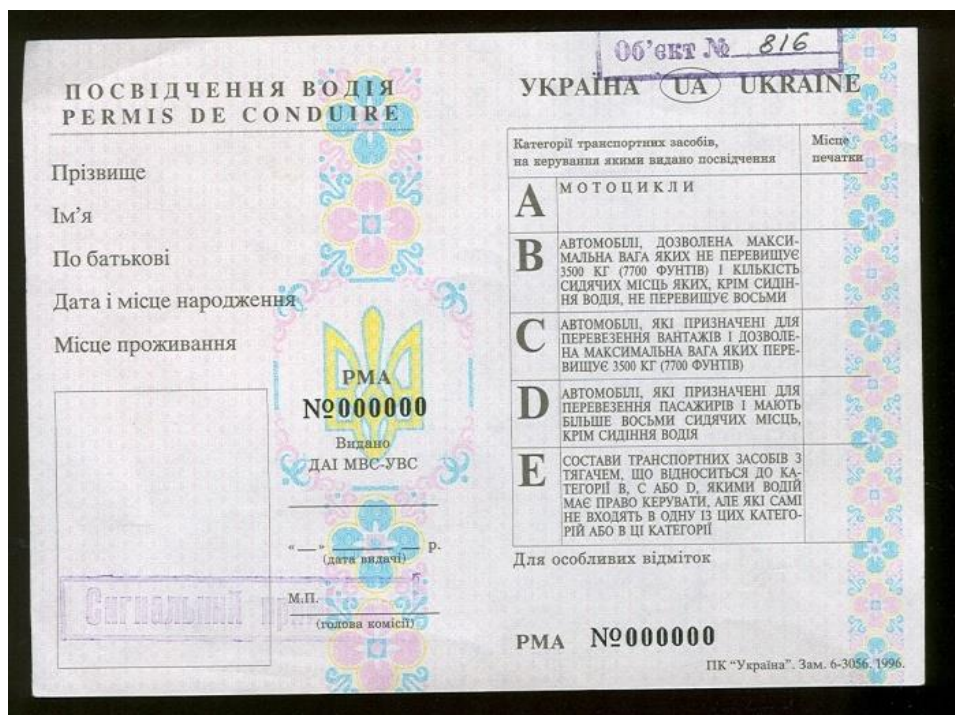 ПОСВІДЧЕННЯ ВОДІЯ
PERMIS DE CONDUIRE
Прізвище
Ім’я
По батькові
Дата і місце народження
Місце проживання
РМА
№000000
Видано
ДАІ МВС-УВС
“__” ______ __ р.
(дата видачі)
М.П.
(голова комісії)
Сигнальний
Об’єкт № 816
УКРАЇНА UA UKRAINE
Категорії транспортних засобів,
на керування якими видано посвідчення
Місце
печатки
A МОТОЦИКЛИ
B АВТОМОБІЛІ, ДОЗВОЛЕНА МАКСИ-
МАЛЬНА ВАГА ЯКИХ НЕ ПЕРЕВИЩУЄ
3500 КГ (7700 ФУНТІВ) І КІЛЬКІСТЬ
СИДЯЧИХ МІСЦЬ ЯКИХ, КРІМ СИДІН-
НЯ ВОДІЯ, НЕ ПЕРЕВИЩУЄ ВОСЬМИ
C АВТОМОБІЛІ, ЯКІ ПРИЗНАЧЕНІ ДЛЯ
ПЕРЕВЕЗЕННЯ ВАНТАЖІВ І ДОЗВОЛЕ-
НА МАКСИМАЛЬНА ВАГА ЯКИХ ПЕРЕ-
ВИЩУЄ 3500 КГ (7700 ФУНТІВ)
D АВТОМОБІЛІ, ЯКІ ПРИЗНАЧЕНІ ДЛЯ
ПЕРЕВЕЗЕННЯ ПАСАЖИРІВ І МАЮТЬ
БІЛЬШЕ ВОСЬМИ СИДЯЧИХ МІСЦЬ,
КРІМ СИДІННЯ ВОДІЯ
E СОСТАВИ ТРАНСПОРТНИХ ЗАСОБІВ З
ТЯГАЧЕМ, ЩО ВІДНОСИТЬСЯ ДО КА-
ТЕГОРІЇ В, С АБО D, ЯКИМИ ВОДІЙ
МАЄ ПРАВО КЕРУВАТИ, АЛЕ ЯКІ САМІ
НЕ ВХОДЯТЬ В ОДНУ ІЗ ЦИХ КАТЕГО-
РІЙ АБО В ЦІ КАТЕГОРІЇ
Для особливих відміток
РМА №000000
ПК “Україна”. Зам. 6-3056. 1996.